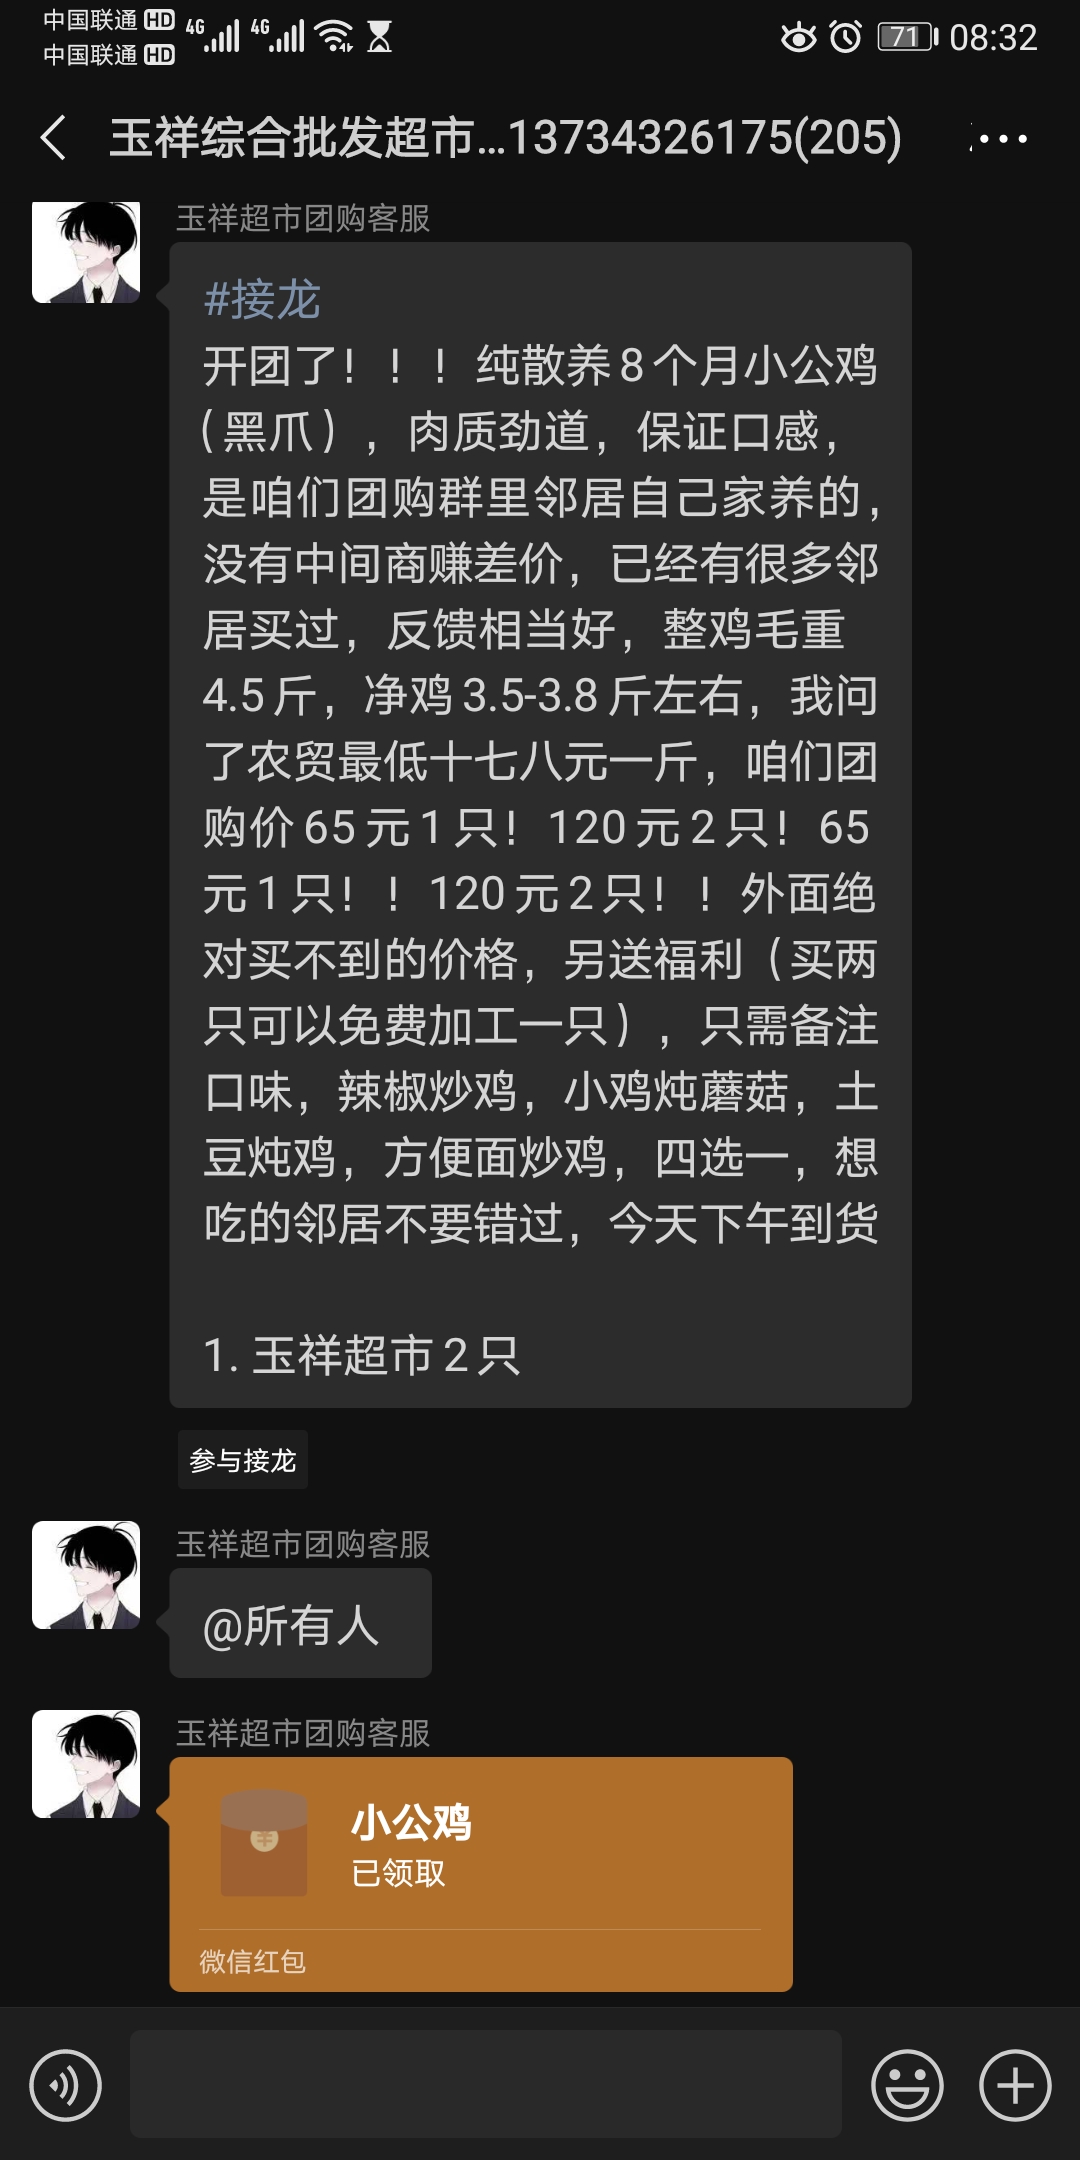 中国联通 HD 4G 4G 71 08:32
中国联通 HD
玉祥综合批发超市...13734326175(205)
玉祥超市团购客服
#接龙
开团了！！！纯散养8个月小公鸡
（黑爪），肉质劲道，保证口感，
是咱们团购群里邻居自己家养的，
没有中间商赚差价，已经有很多邻
居买过，反馈相当好，整鸡毛重
4.5斤，净鸡3.5-3.8斤左右，我问
了农贸最低十七八元一斤，咱们团
购价65元1只！120元2只！65
元1只！！120元2只！！外面绝
对买不到的价格，另送福利（买两
只可以免费加工一只），只需备注
口味，辣椒炒鸡，小鸡炖蘑菇，土
豆炖鸡，方便面炒鸡，四选一，想
吃的邻居不要错过，今天下午到货
1. 玉祥超市2只
参与接龙
玉祥超市团购客服
@所有人
玉祥超市团购客服
小公鸡
已领取
微信红包